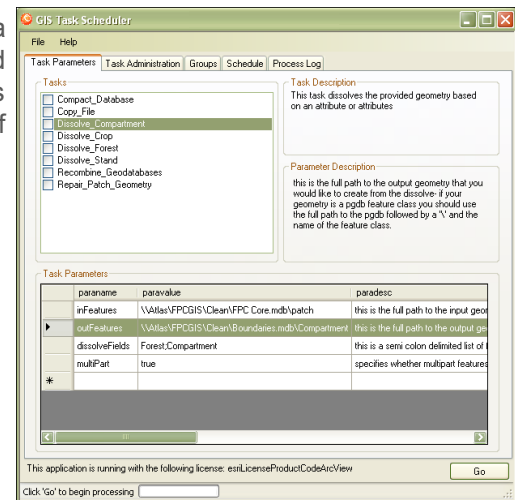 GIS Task Scheduler
File Help
Task Parameters Task Administration Groups Schedule Process Log
Tasks
Compact_Database
Copy_File
Dissolve_Compartment
Dissolve_Crop
Dissolve_Forest
Dissolve_Stand
Recombine_Geodatabases
Repair_Patch_Geometry
Task Description
This task dissolves the provided geometry based
on an attribute or attributes
Parameter Description
this is the full path to the output geometry that you
would like to create from the dissolve- if your
geometry is a pgdb feature class you should use
the full path to the pgdb followed by a '\' and the
name of the feature class.
Task Parameters
paraname paravalue paradesc
inFeatures \\Atlas\FPCGIS\Clean\FPC Core.mdb\patch this is the full path to the input geor
outFeatures \\Atlas\FPCGIS\Clean\Boundaries.mdb\Compartment this is the full path to the output ge
dissolveFields Forest;Compartment this is a semi colon delimited list of
multiPart true specifies whether multipart features
This application is running with the following license: esriLicenseProductCodeArcView
Go
Click 'Go' to begin processing